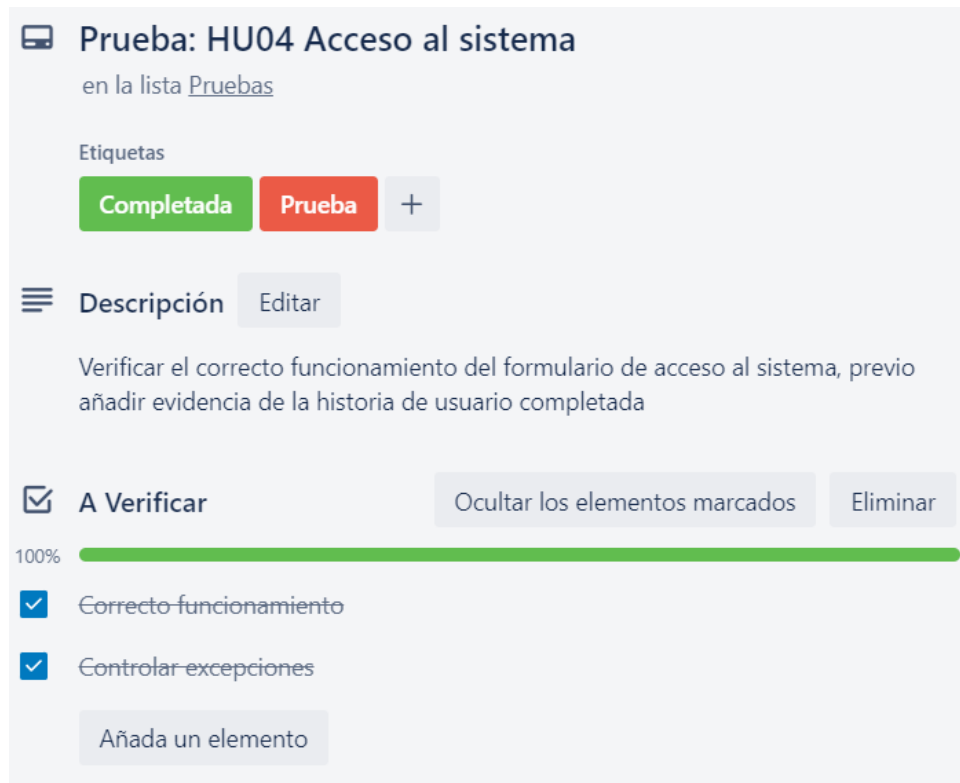 Prueba: HU04 Acceso al sistema
en la lista Pruebas
Etiquetas
Completada Prueba +
Descripción Editar
Verificar el correcto funcionamiento del formulario de acceso al sistema, previo
añadir evidencia de la historia de usuario completada
A Verificar Ocultar los elementos marcados Eliminar
100%
Correcto funcionamiento
Controlar excepciones
Añada un elemento